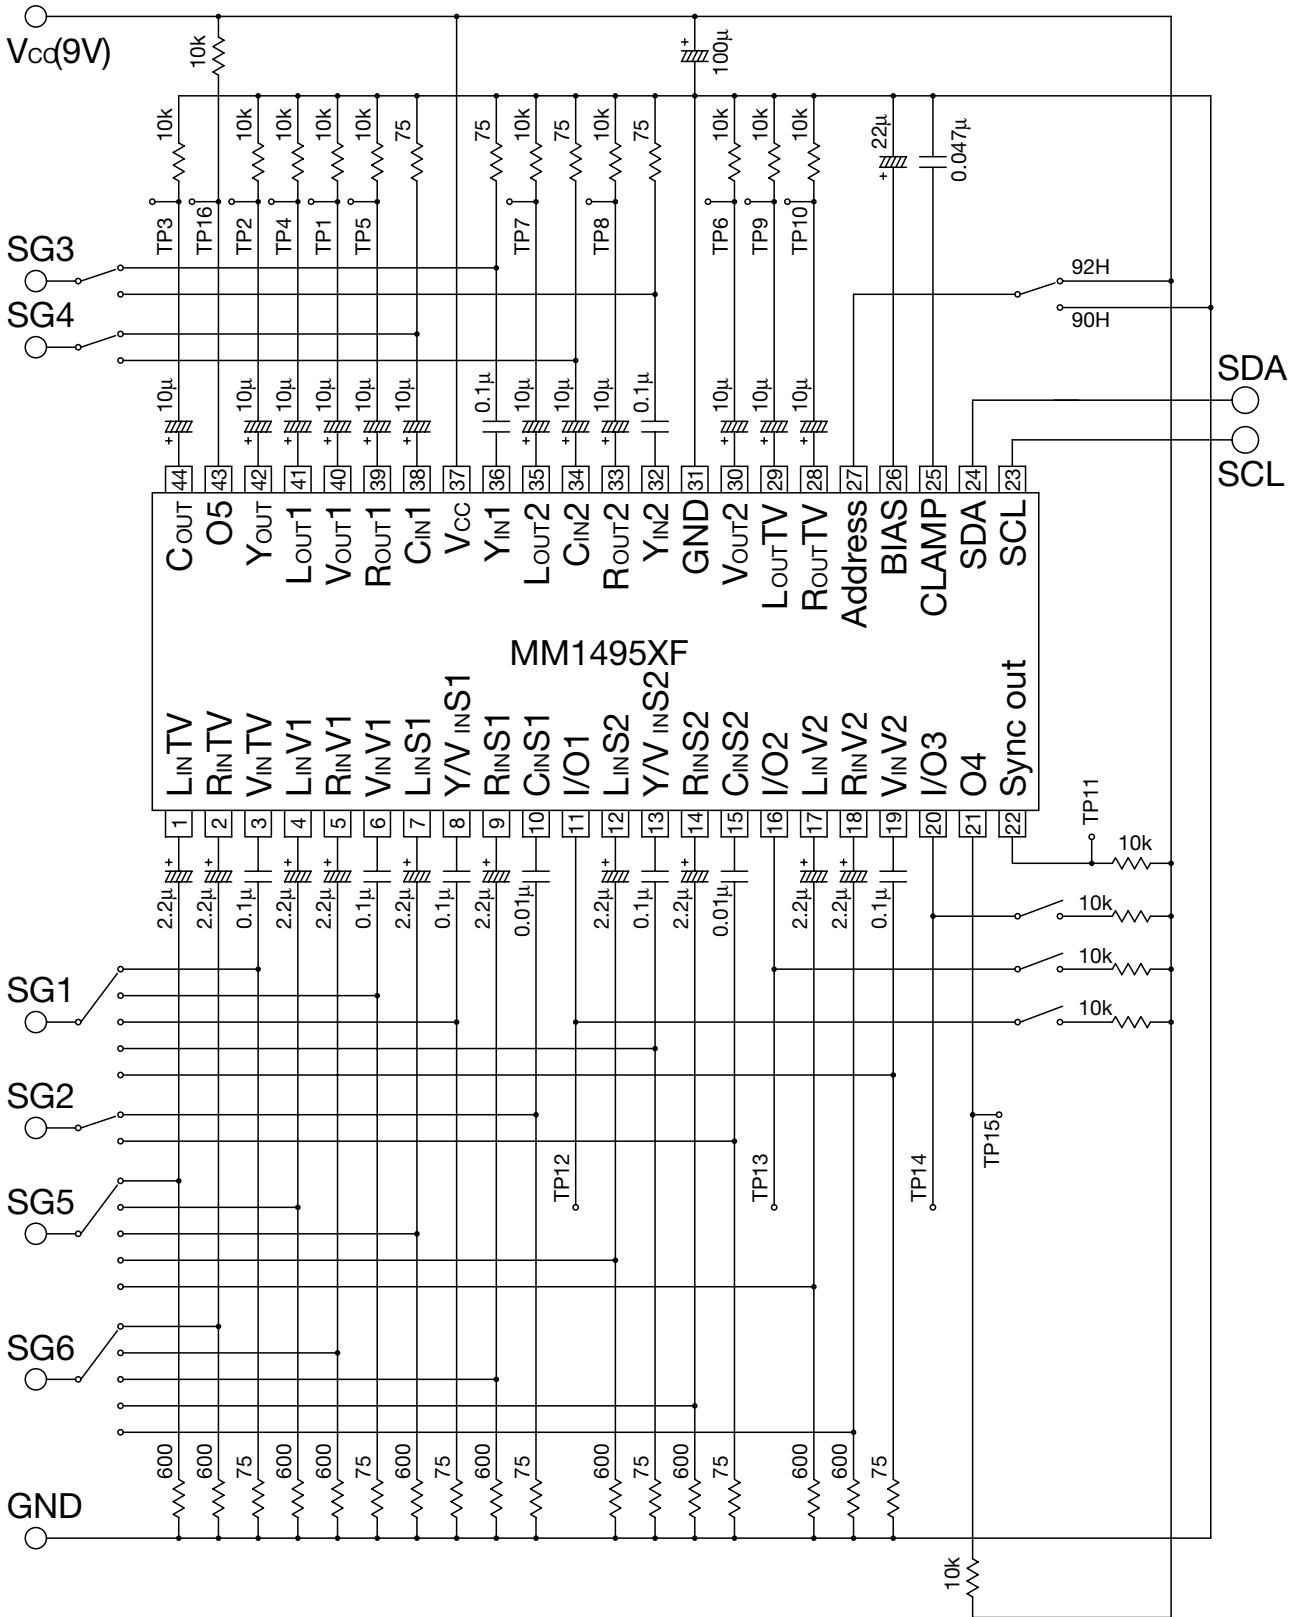 VCC(9V)
10k
+
100µ
10k
10k
10k
10k
10k
75
75
10k
75
10k
75
10k
10k
10k
22µ
+
0.047µ
TP3
TP16
TP2
TP4
TP1
TP5
TP7
TP8
TP6
TP9
TP10
SG3
SG4
92H
90H
SDA
SCL
10µ
10µ
10µ
10µ
10µ
10µ
0.1µ
10µ
10µ
10µ
0.1µ
10µ
10µ
10µ
+
+
+
+
+
+
+
+
+
+
+
+
44
43
42
41
40
39
38
37
36
35
34
33
32
31
30
29
28
27
26
25
24
23
COUT
O5
YOUT
LOUT1
VOUT1
ROUT1
CIN1
VCC
YIN1
LOUT2
CIN2
ROUT2
YIN2
GND
VOUT2
LOUTTV
ROUTTV
Address
BIAS
CLAMP
SDA
SCL
MM1495XF
LINTV
RINTV
VINTV
LINV1
RINV1
VINV1
LINS1
Y/VINS1
RINS1
CINS1
I/O1
LINS2
Y/VINS2
RINS2
CINS2
I/O2
LINV2
RINV2
VINV2
I/O3
O4
Sync out
1
2
3
4
5
6
7
8
9
10
11
12
13
14
15
16
17
18
19
20
21
22
TP11
10k
+
+
+
+
+
+
+
+
+
+
2.2µ
2.2µ
0.1µ
2.2µ
2.2µ
0.1µ
2.2µ
0.1µ
2.2µ
0.01µ
2.2µ
0.1µ
2.2µ
0.01µ
2.2µ
2.2µ
0.1µ
10k
10k
10k
SG1
SG2
TP12
TP13
TP14
TP15
SG5
SG6
600
600
75
600
600
75
600
75
600
75
600
75
600
75
600
600
75
GND
10k